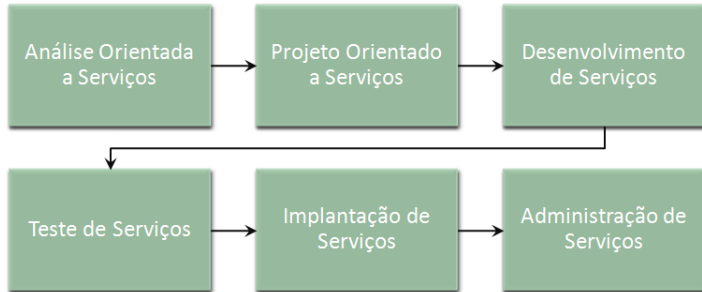 Análise Orientada
a Serviços
Projeto Orientado
a Serviços
Desenvolvimento
de Serviços
Teste de Serviços
Implantação de
Serviços
Administração de
Serviços